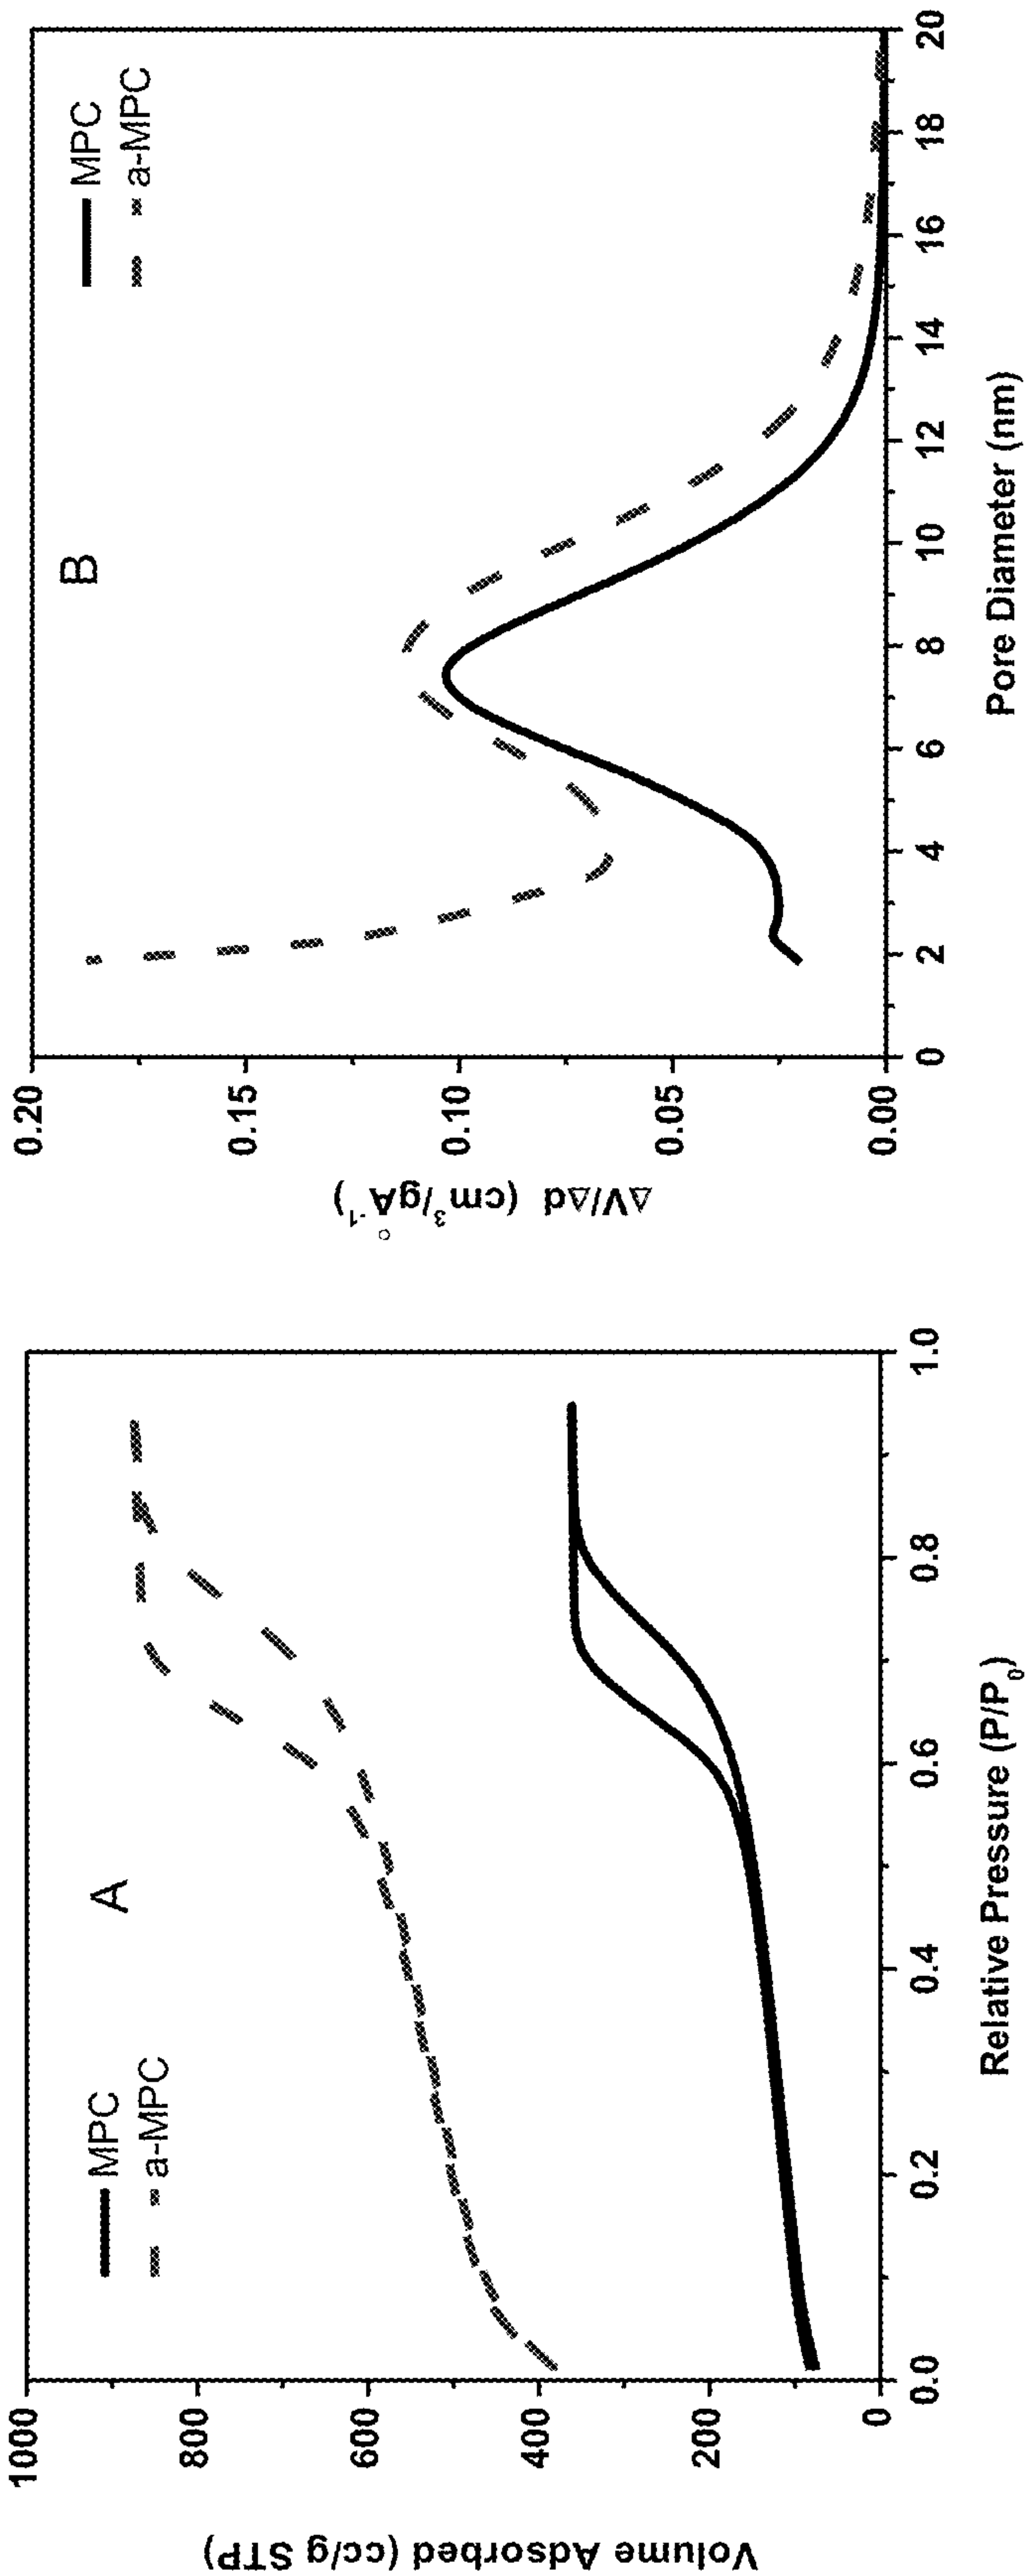 A
MPC
a-MPC
1000
800
600
400
200
0
Volume Adsorbed (cc/g STP)
0.0 0.2 0.4 0.6 0.8 1.0
Relative Pressure (P/P₀)
B
MPC
a-MPC
0.20
0.15
0.10
0.05
0.00
ΔV/Δd (cm³/gÅ⁻¹)
0 2 4 6 8 10 12 14 16 18 20
Pore Diameter (nm)